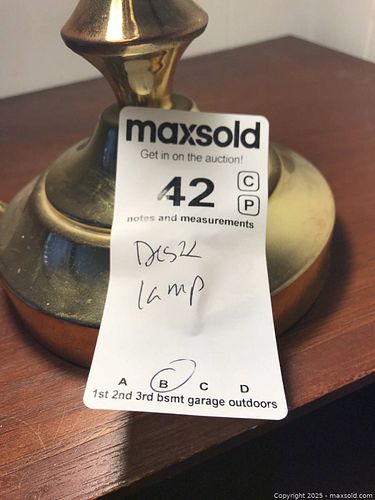 maxsold
Get in on the auction!
42
C
P
notes and measurements
Desk
lamp
A B C D
1st 2nd 3rd bsmt garage outdoors
Copyright 2025 - maxsold.com